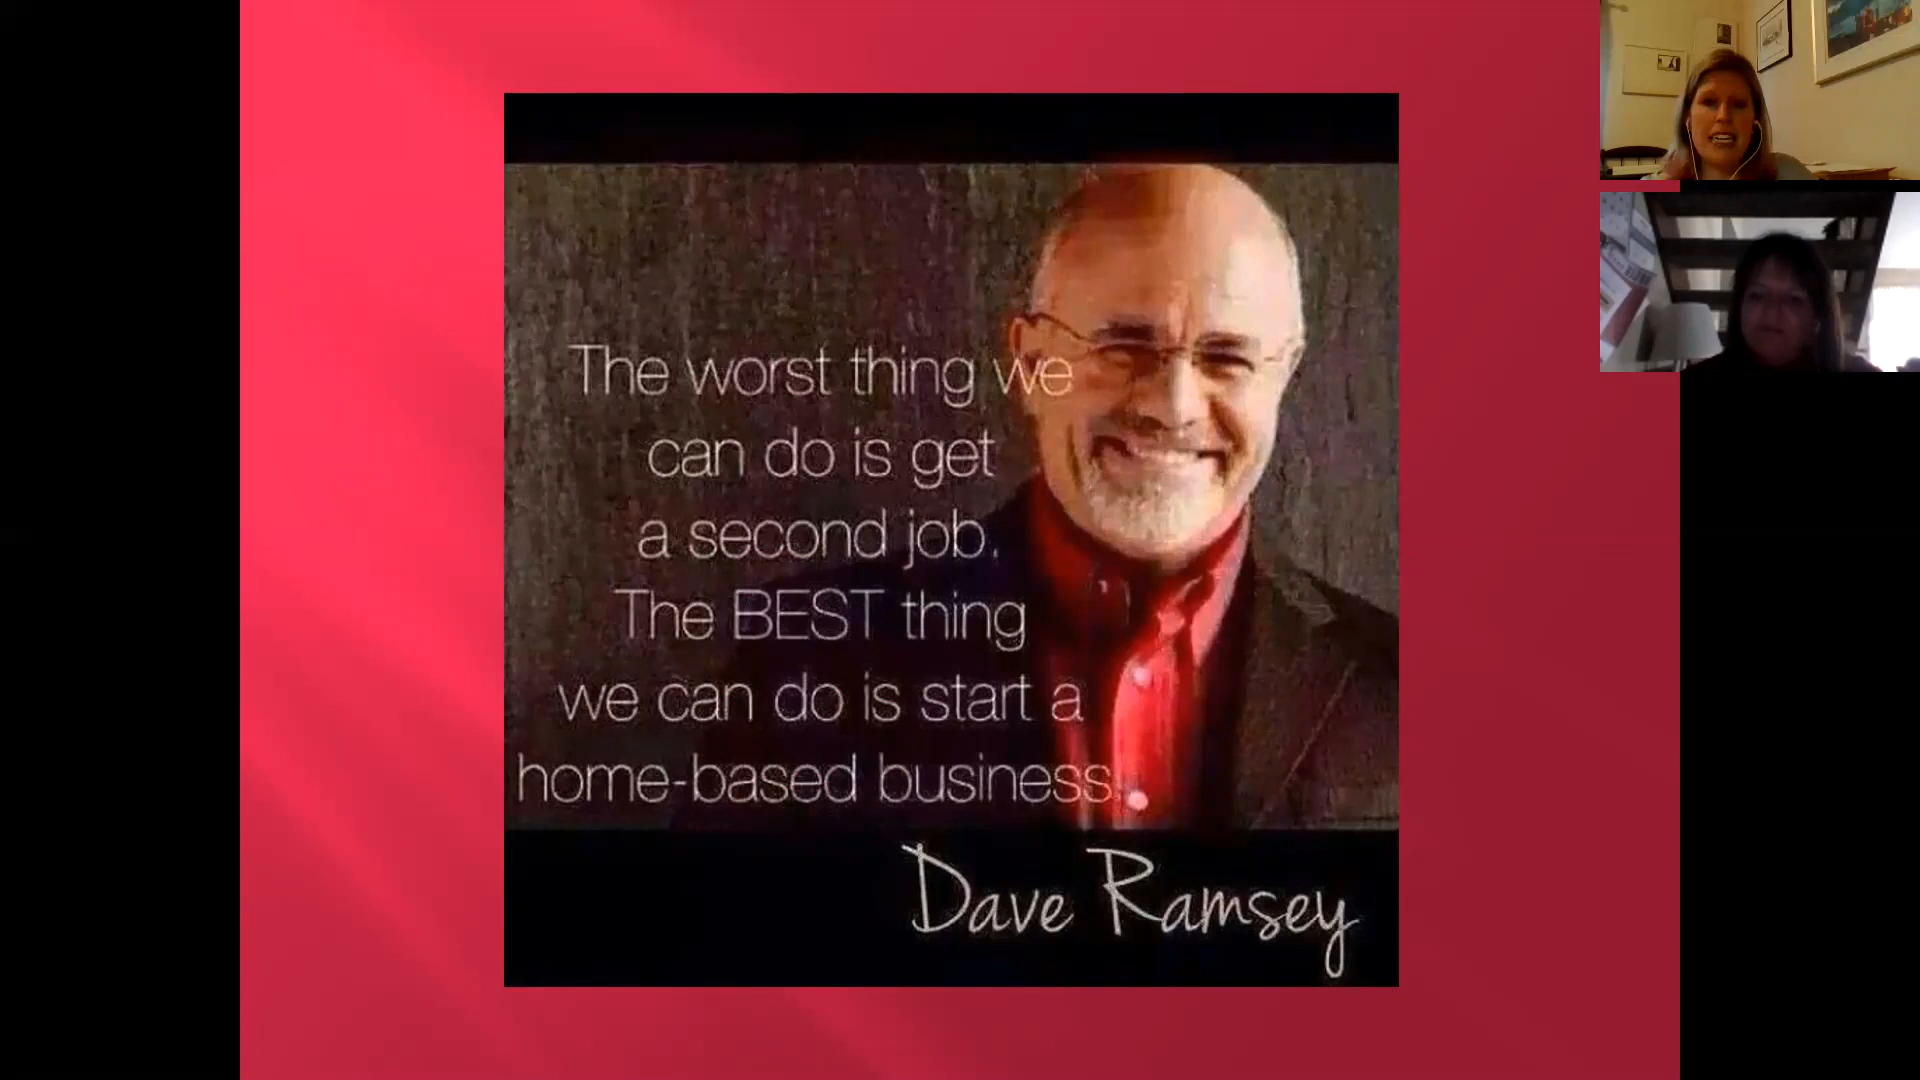 The worst thing we
can do is get
a second job.
The BEST thing
we can do is start a
home-based business.
Dave Ramsey